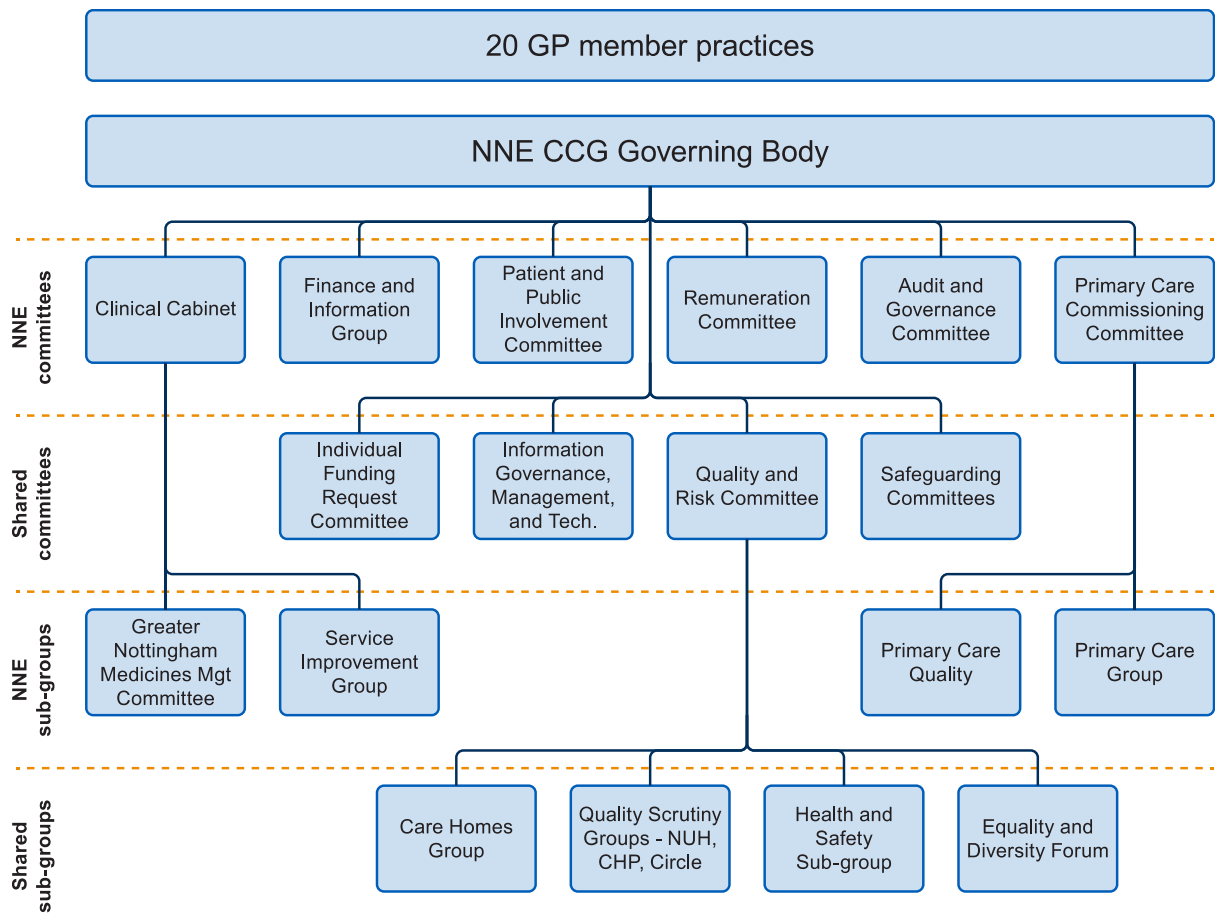 20 GP member practices
NNE CCG Governing Body
NNE
committees
Clinical Cabinet
Finance and
Information
Group
Patient and
Public
Involvement
Committee
Remuneration
Committee
Audit and
Governance
Committee
Primary Care
Commissioning
Committee
Shared
committees
Individual
Funding
Request
Committee
Information
Governance,
Management,
and Tech.
Quality and
Risk Committee
Safeguarding
Committees
NNE
sub-groups
Greater
Nottingham
Medicines Mgt
Committee
Service
Improvement
Group
Primary Care
Quality
Primary Care
Group
Shared
sub-groups
Care Homes
Group
Quality Scrutiny
Groups - NUH,
CHP, Circle
Health and
Safety
Sub-group
Equality and
Diversity Forum